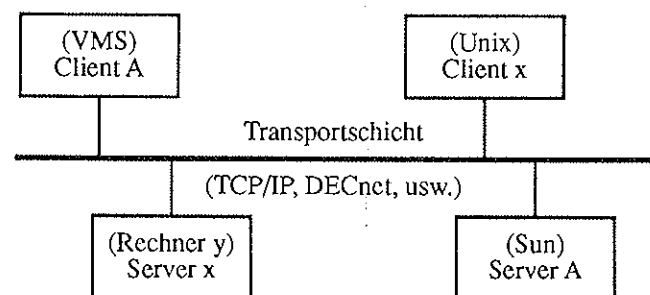 (VMS)
Client A
(Unix)
Client x
Transportschicht
(TCP/IP, DECnet, usw.)
(Rechner y)
Server x
(Sun)
Server A